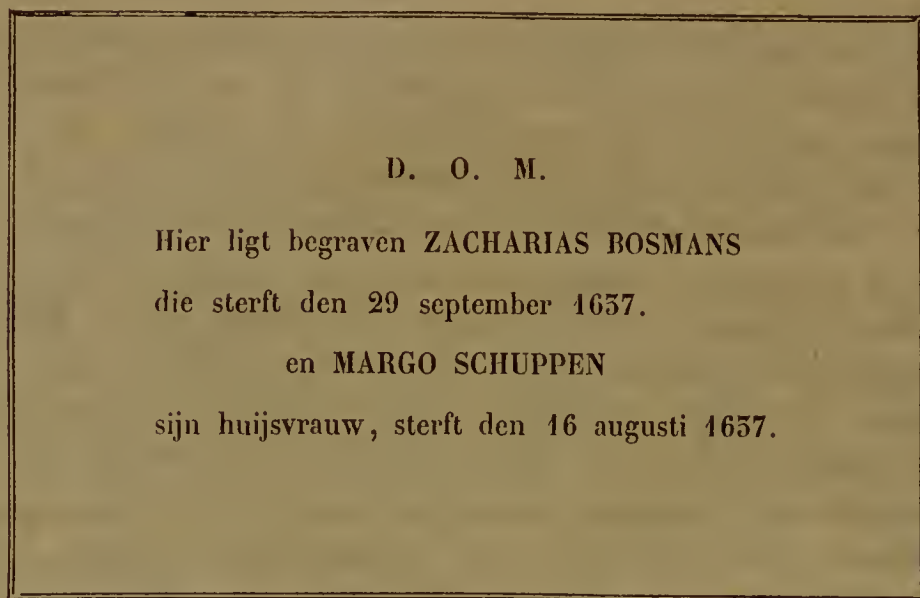 D. O. M.
Hier ligt begraven ZACHARIAS BOSMANS
die sterft den 29 september 1637.
en MARGO SCHUPPEN
sijn huijsvrauw, sterft den 16 augusti 1637.